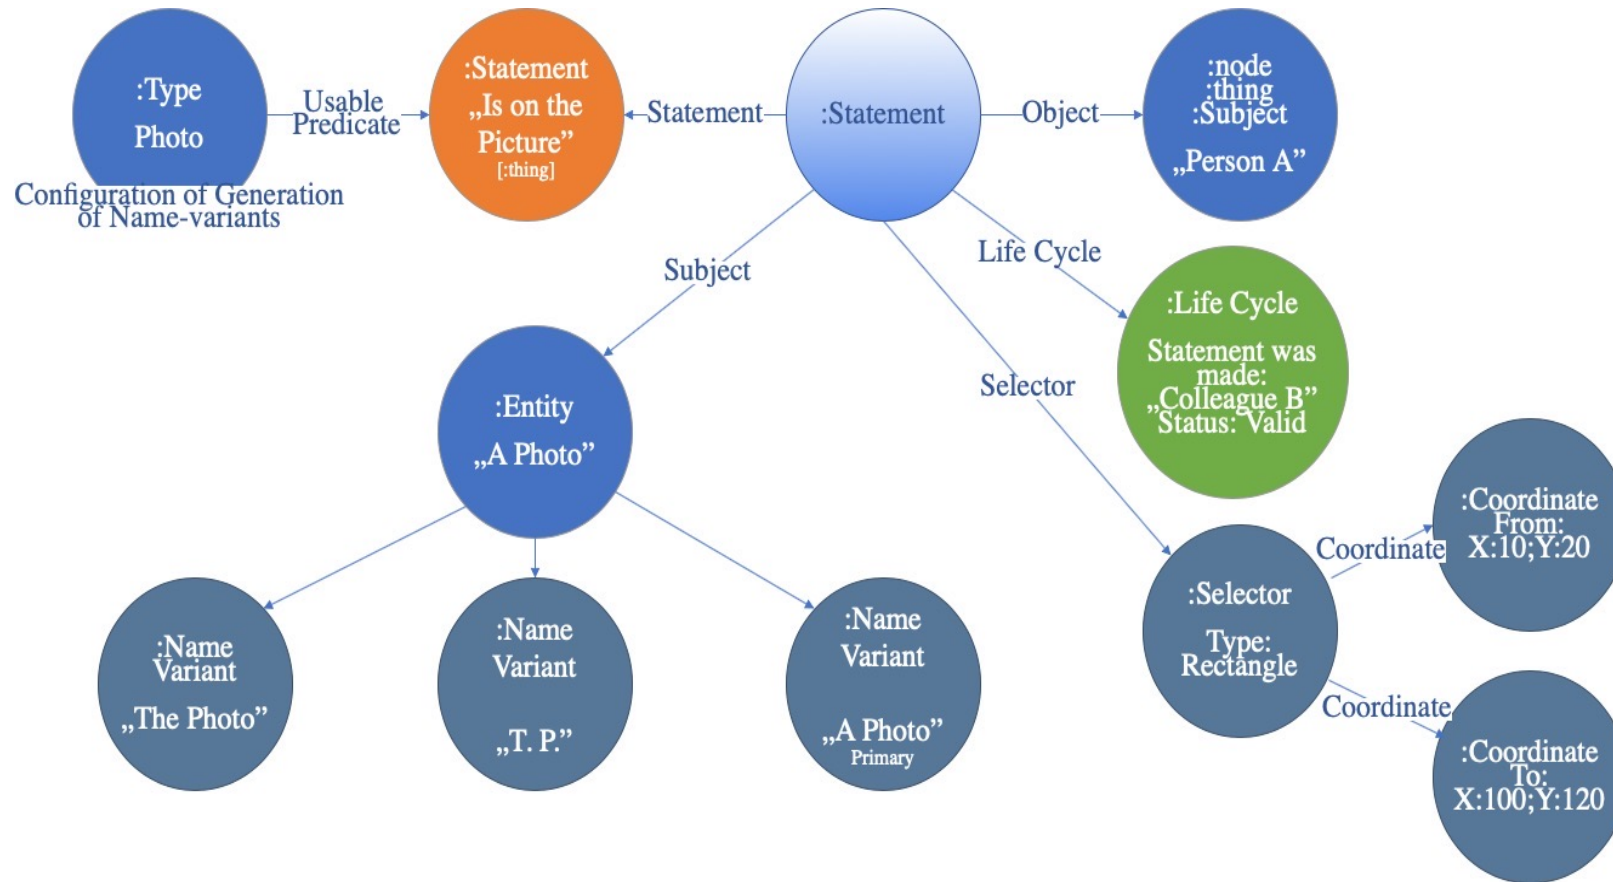 :Type
Photo
Configuration of Generation
of Name-variants
Usable
Predicate
:Statement
„Is on the
Picture”
[:thing]
Statement
:Statement
Object
:node
:thing
:Subject
„Person A”
Subject
Life Cycle
Selector
:Life Cycle
Statement was
made:
„Colleague B”
Status: Valid
:Entity
„A Photo”
:Name
Variant
„The Photo”
:Name
Variant
„T. P.”
:Name
Variant
„A Photo”
Primary
:Selector
Type:
Rectangle
Coordinate
:Coordinate
From:
X:10;Y:20
Coordinate
:Coordinate
To:
X:100;Y:120